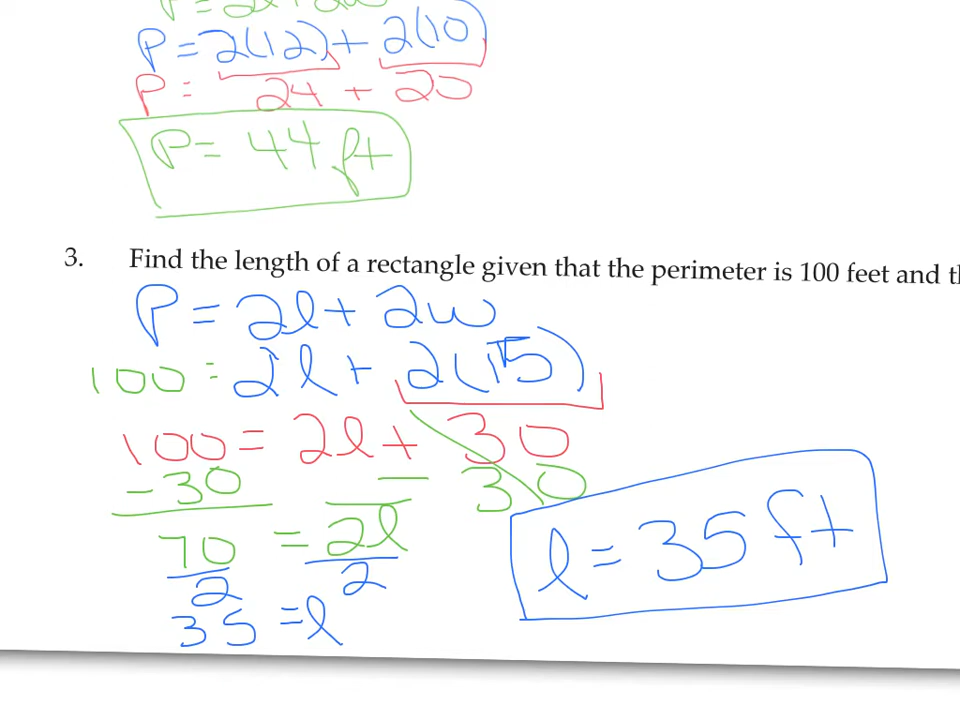 P = 2l + 2w
P = 2(12) + 2(10)
P = 24 + 20
P = 44 ft
3. Find the length of a rectangle given that the perimeter is 100 feet and th
P = 2l + 2w
100 = 2l + 2(15)
100 = 2l + 30
-30 - 30
70 = 2l
2 2
35 = l
l = 35 ft